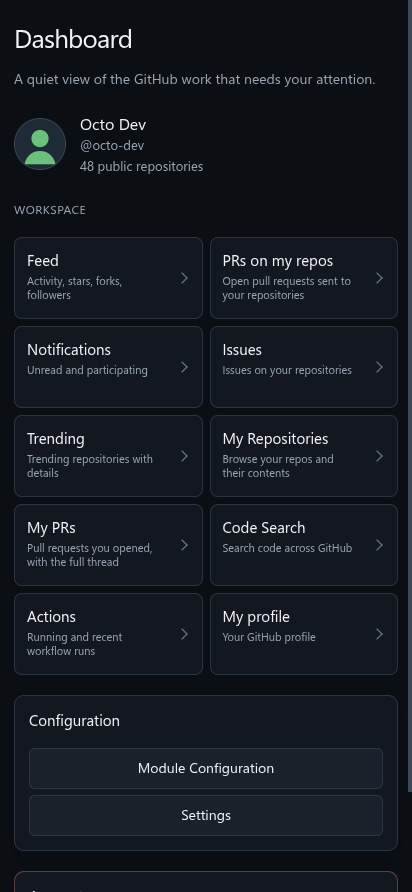 Dashboard
A quiet view of the GitHub work that needs your attention.
Octo Dev
@octo-dev
48 public repositories
WORKSPACE
Feed
Activity, stars, forks,
followers
PRs on my repos
Open pull requests sent to
your repositories
Notifications
Unread and participating
Issues
Issues on your repositories
Trending
Trending repositories with
details
My Repositories
Browse your repos and
their contents
My PRs
Pull requests you opened,
with the full thread
Code Search
Search code across GitHub
Actions
Running and recent
workflow runs
My profile
Your GitHub profile
Configuration
Module Configuration
Settings